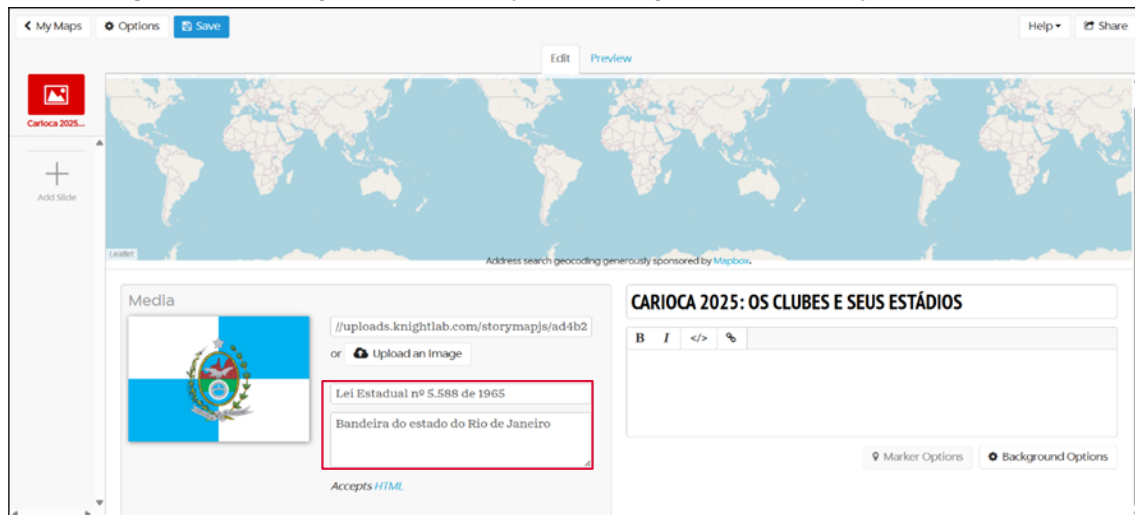 My Maps Options Save Help Share
Edit Preview
Carioca 2025...
Add Slide
Leaflet
Address search geocoding generously sponsored by Mapbox.
Media
//uploads.knightlab.com/storymapjs/ad4b2
or Upload an Image
Lei Estadual nº 5.588 de 1965
Bandeira do estado do Rio de Janeiro
Accepts HTML
CARIOCA 2025: OS CLUBES E SEUS ESTÁDIOS
B I </>
Marker Options Background Options